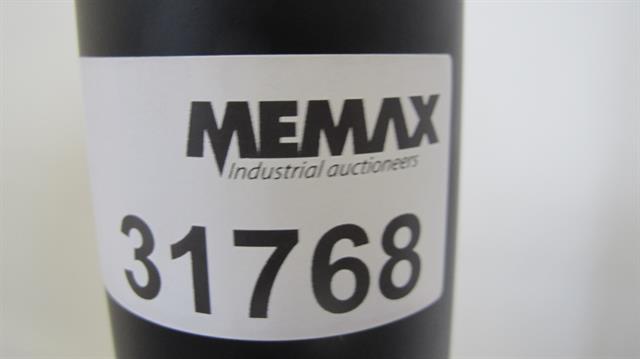 MEMAX
Industrial auctioneers
31768